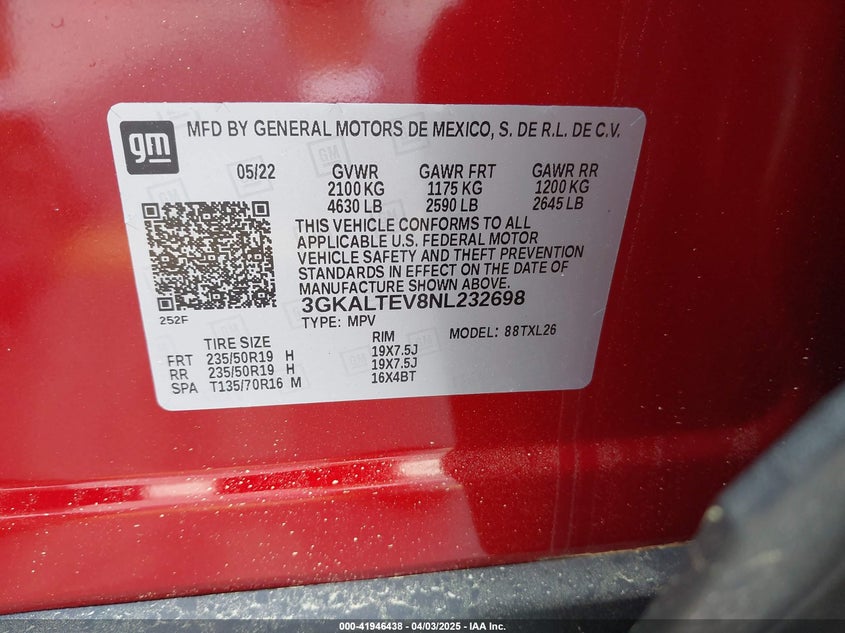 gm
MFD BY GENERAL MOTORS DE MEXICO, S. DE R.L. DE C.V.
05/22 GVWR GAWR FRT GAWR RR
2100 KG 1175 KG 1200 KG
4630 LB 2590 LB 2645 LB
THIS VEHICLE CONFORMS TO ALL
APPLICABLE U.S. FEDERAL MOTOR
VEHICLE SAFETY AND THEFT PREVENTION
STANDARDS IN EFFECT ON THE DATE OF
MANUFACTURE SHOWN ABOVE.
252F
3GKALTEV8NL232698
TYPE: MPV
MODEL: 88TXL26
TIRE SIZE RIM
FRT 235/50R19 H 19X7.5J
RR 235/50R19 H 19X7.5J
SPA T135/70R16 M 16X4BT
000-41946438 - 04/03/2025 - IAA Inc.